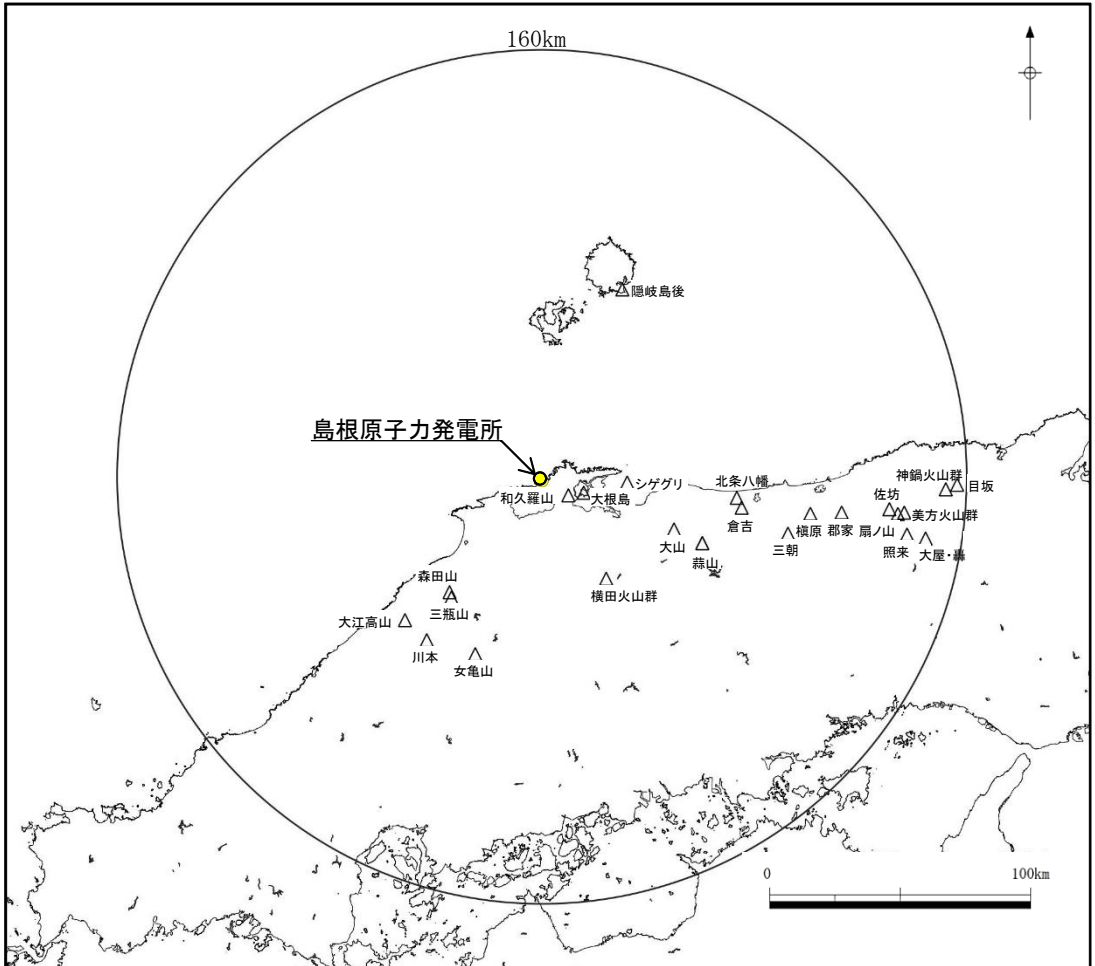 160km
隠岐島後
島根原子力発電所
シゲグリ
和久羅山
大根島
北条八幡
倉吉
神鍋火山群
目坂
佐坊
美方火山群
槇原
郡家
扇ノ山
三朝
照来
大屋・轟
大山
蒜山
横田火山群
森田山
三瓶山
大江高山
川本
女亀山
0
100km